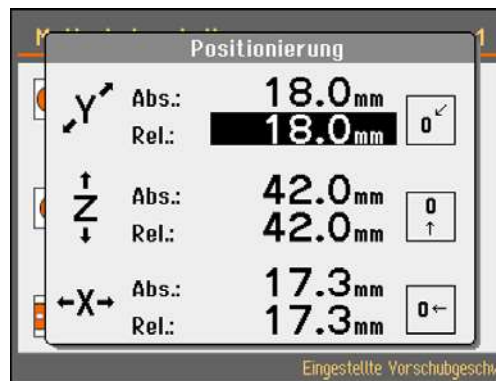 Positionierung
Y Abs.: 18.0mm
Rel.: 18.0mm 0
Z Abs.: 42.0mm 0
Rel.: 42.0mm
←X→ Abs.: 17.3mm
Rel.: 17.3mm 0←
Eingestellte